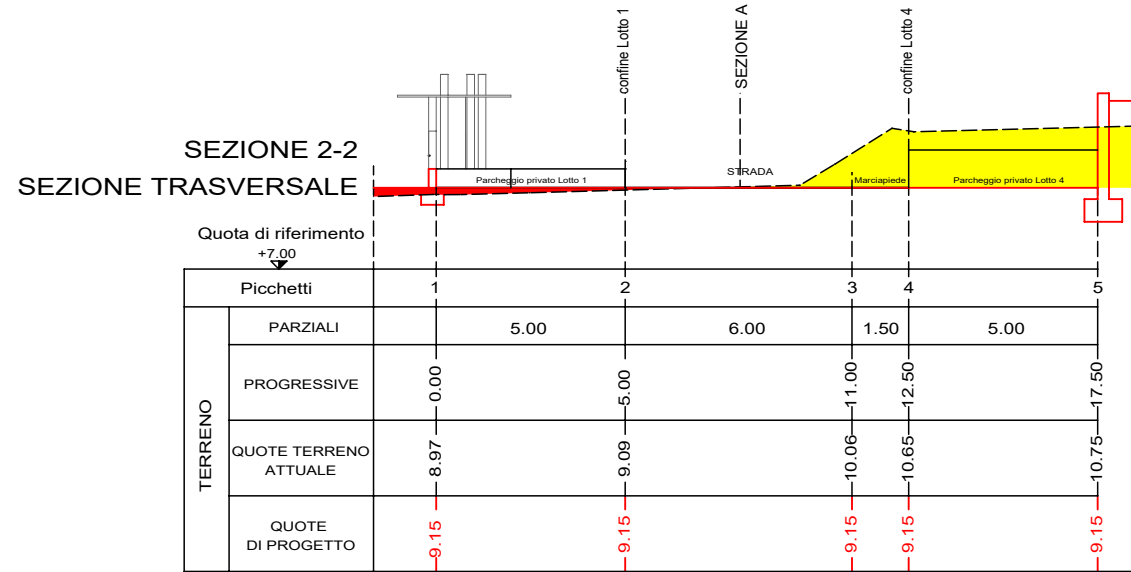 confine Lotto 1
SEZIONE A
confine Lotto 4
SEZIONE 2-2
SEZIONE TRASVERSALE
Parcheggio privato Lotto 1
STRADA
Marciapiede
Parcheggio privato Lotto 4
Quota di riferimento
+7.00
Picchetti 1 2 3 4 5
TERRENO
PARZIALI 5.00 6.00 1.50 5.00
PROGRESSIVE 0.00 5.00 11.00 12.50 17.50
QUOTE TERRENO
ATTUALE 8.97 9.09 10.06 10.65 10.75
QUOTE
DI PROGETTO 9.15 9.15 9.15 9.15 9.15